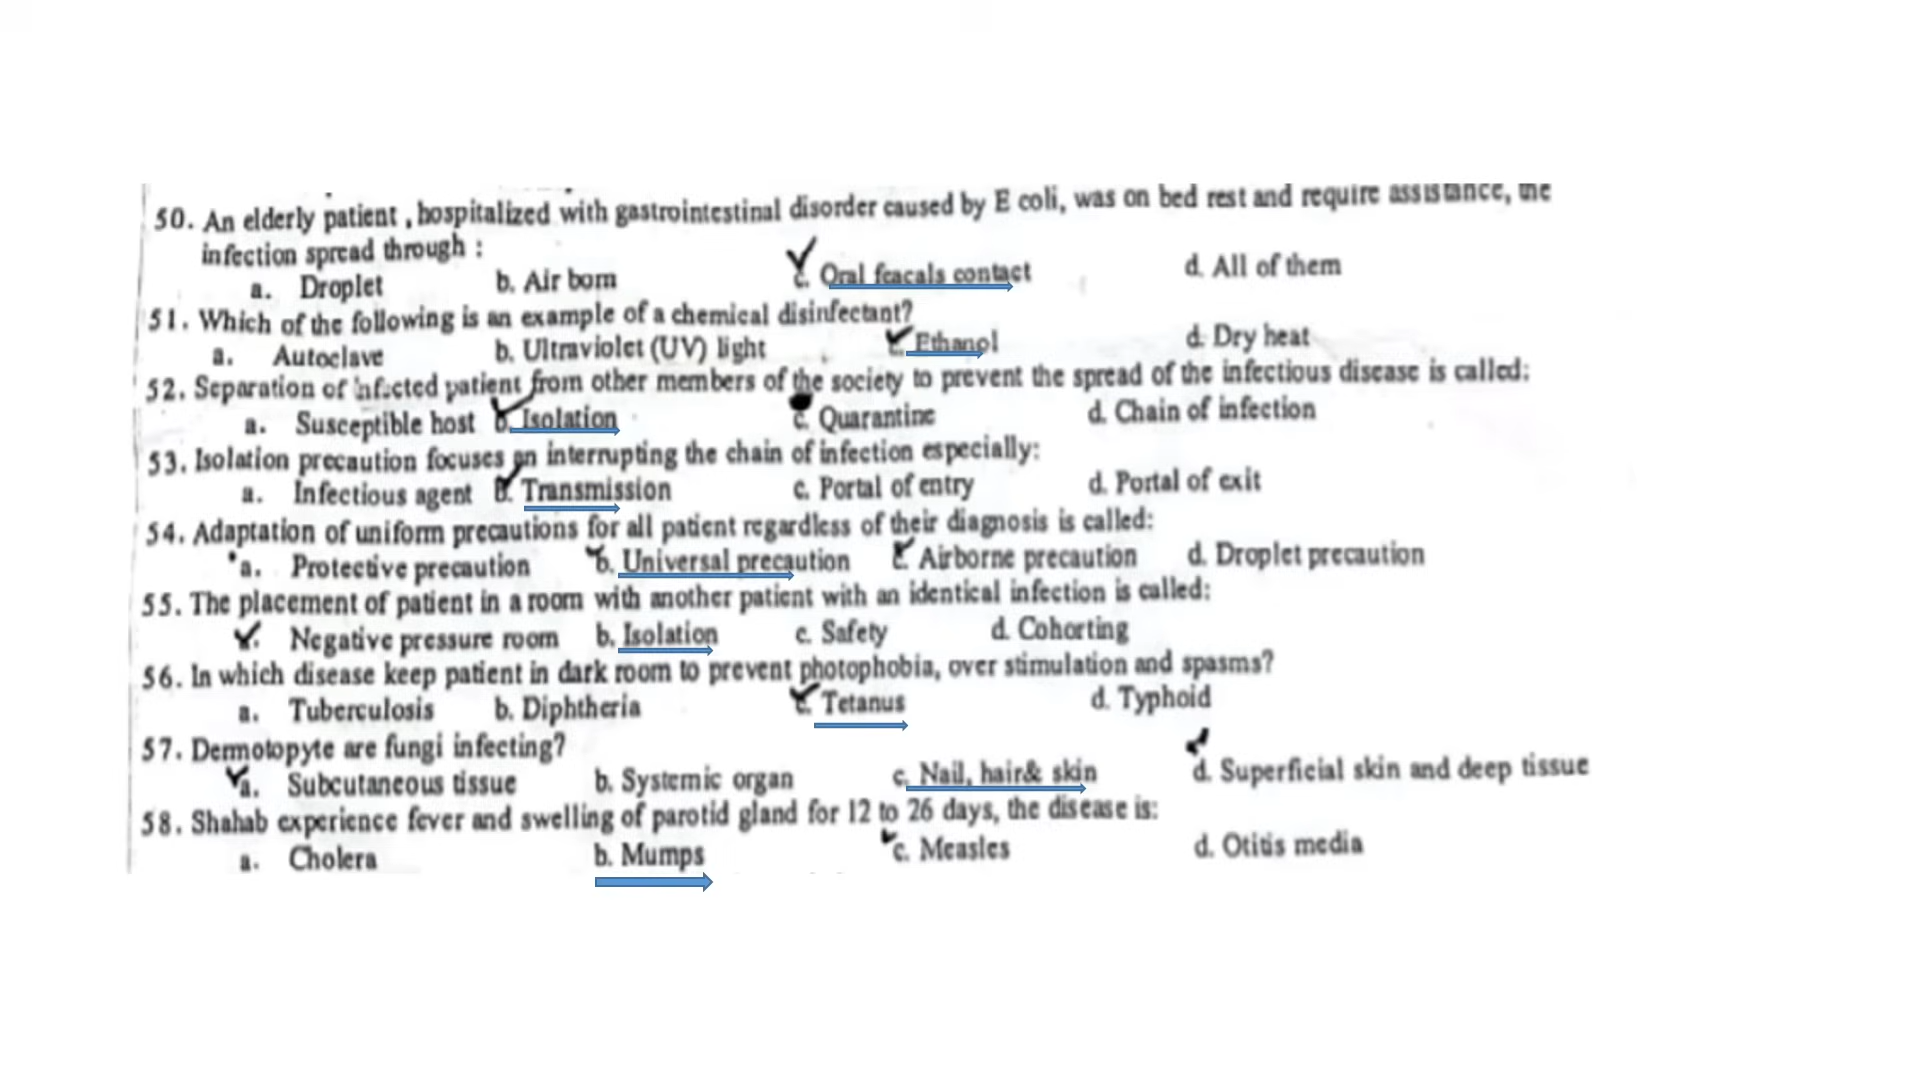 50. An elderly patient , hospitalized with gastrointestinal disorder caused by E coli, was on bed rest and require assistance, the
infection spread through :
a. Droplet b. Air born c. Oral feacals contact d. All of them
51. Which of the following is an example of a chemical disinfectant?
a. Autoclave b. Ultraviolet (UV) light c. Ethanol d. Dry heat
52. Separation of infected patient from other members of the society to prevent the spread of the infectious disease is called:
a. Susceptible host b. Isolation c. Quarantine d. Chain of infection
53. Isolation precaution focuses on interrupting the chain of infection especially:
a. Infectious agent b. Transmission c. Portal of entry d. Portal of exit
54. Adaptation of uniform precautions for all patient regardless of their diagnosis is called:
a. Protective precaution b. Universal precaution c. Airborne precaution d. Droplet precaution
55. The placement of patient in a room with another patient with an identical infection is called:
Negative pressure room b. Isolation c. Safety d. Cohorting
56. In which disease keep patient in dark room to prevent photophobia, over stimulation and spasms?
a. Tuberculosis b. Diphtheria c. Tetanus d. Typhoid
57. Dermotopyte are fungi infecting?
a. Subcutaneous tissue b. Systemic organ c. Nail, hair& skin d. Superficial skin and deep tissue
58. Shahab experience fever and swelling of parotid gland for 12 to 26 days, the disease is:
a. Cholera b. Mumps c. Measles d. Otitis media